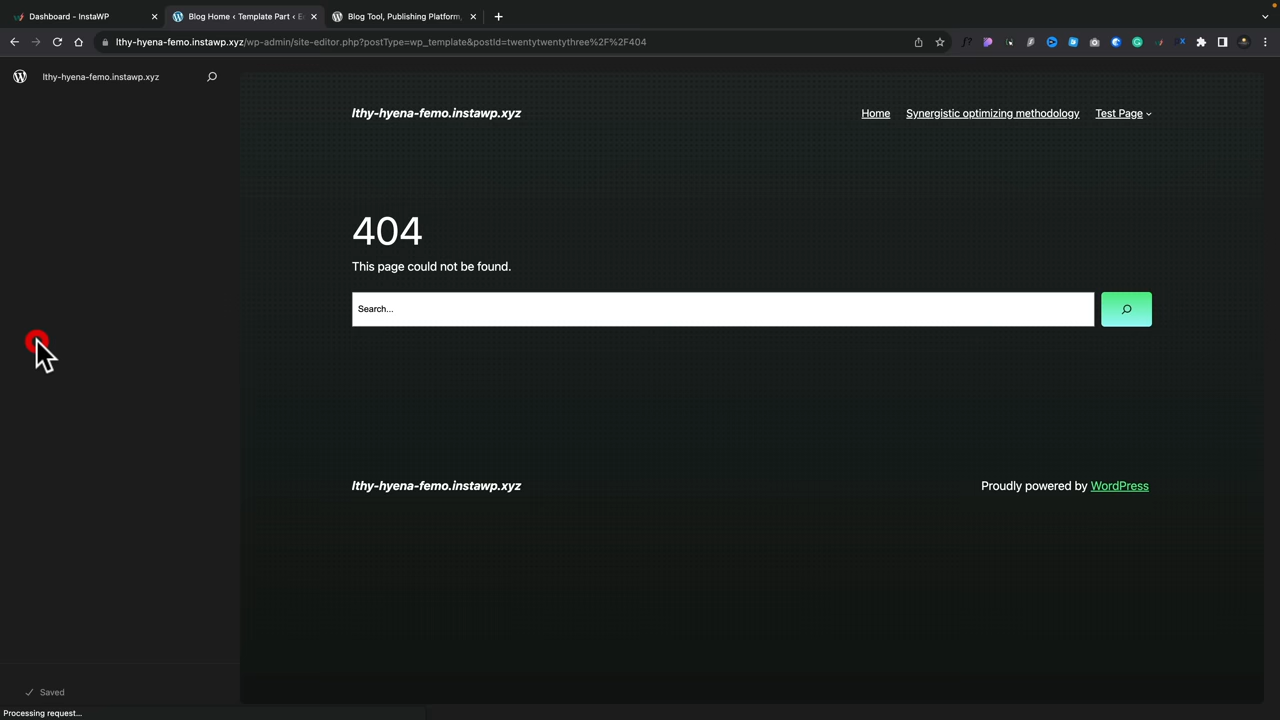 Dashboard - InstaWP
Blog Home ‹ Template Part ‹ E
Blog Tool, Publishing Platform,
lthy-hyena-femo.instawp.xyz/wp-admin/site-editor.php?postType=wp_template&postId=twentytwentythree%2F%2F404
lthy-hyena-femo.instawp.xyz
lthy-hyena-femo.instawp.xyz
Home
Synergistic optimizing methodology
Test Page
404
This page could not be found.
Search...
lthy-hyena-femo.instawp.xyz
Proudly powered by WordPress
Saved
Processing request...